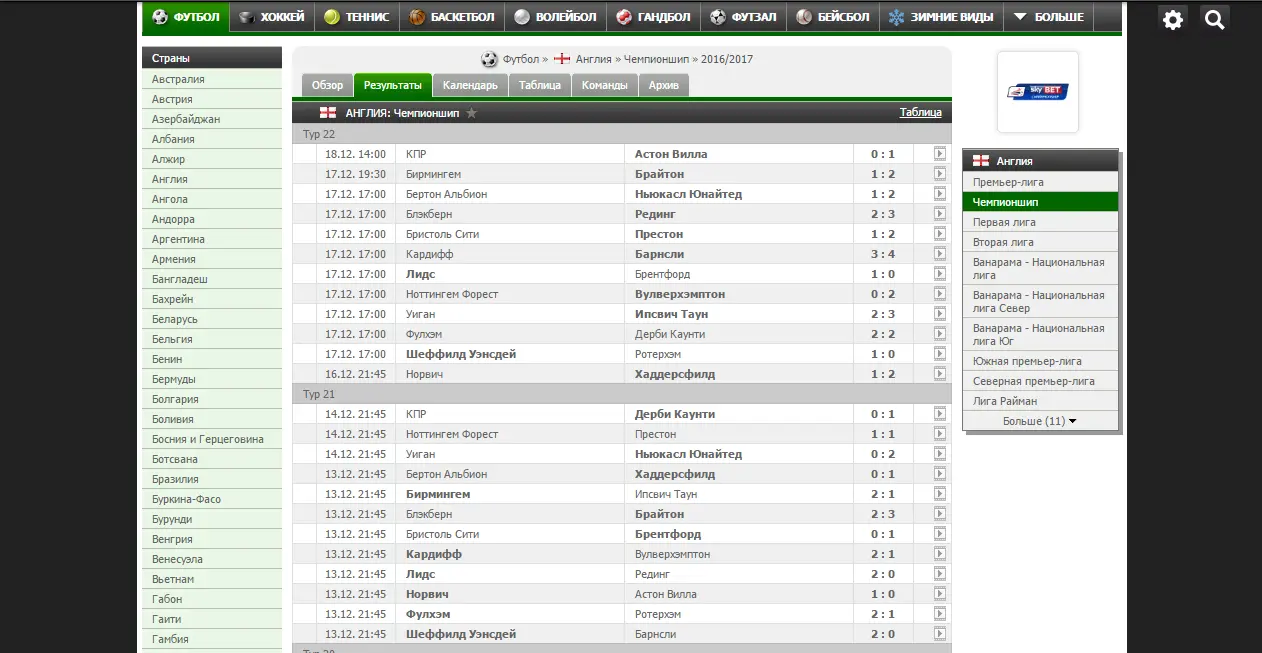 ФУТБОЛ ХОККЕЙ ТЕННИС БАСКЕТБОЛ ВОЛЕЙБОЛ ГАНДБОЛ ФУТЗАЛ БЕЙСБОЛ ЗИМНИЕ ВИДЫ БОЛЬШЕ
Страны
Австралия
Австрия
Азербайджан
Албания
Алжир
Англия
Ангола
Андорра
Аргентина
Армения
Бангладеш
Бахрейн
Беларусь
Бельгия
Бенин
Бермуды
Болгария
Боливия
Босния и Герцеговина
Ботсвана
Бразилия
Буркина-Фасо
Бурунди
Венгрия
Венесуэла
Вьетнам
Габон
Гаити
Гамбия
Футбол » Англия » Чемпионшип » 2016/2017
Обзор Результаты Календарь Таблица Команды Архив
АНГЛИЯ: Чемпионшип Таблица
Тур 22
18.12. 14:00 КПР Астон Вилла 0 : 1
17.12. 19:30 Бирмингем Брайтон 1 : 2
17.12. 17:00 Бертон Альбион Ньюкасл Юнайтед 1 : 2
17.12. 17:00 Блэкберн Рединг 2 : 3
17.12. 17:00 Бристоль Сити Престон 1 : 2
17.12. 17:00 Кардифф Барнсли 3 : 4
17.12. 17:00 Лидс Брентфорд 1 : 0
17.12. 17:00 Ноттингем Форест Вулверхэмптон 0 : 2
17.12. 17:00 Уиган Ипсвич Таун 2 : 3
17.12. 17:00 Фулхэм Дерби Каунти 2 : 2
17.12. 17:00 Шеффилд Уэнсдей Ротерхэм 1 : 0
16.12. 21:45 Норвич Хаддерсфилд 1 : 2
Тур 21
14.12. 21:45 КПР Дерби Каунти 0 : 1
14.12. 21:45 Ноттингем Форест Престон 1 : 1
14.12. 21:45 Уиган Ньюкасл Юнайтед 0 : 2
13.12. 21:45 Бертон Альбион Хаддерсфилд 0 : 1
13.12. 21:45 Бирмингем Ипсвич Таун 2 : 1
13.12. 21:45 Блэкберн Брайтон 2 : 3
13.12. 21:45 Бристоль Сити Брентфорд 0 : 1
13.12. 21:45 Кардифф Вулверхэмптон 2 : 1
13.12. 21:45 Лидс Рединг 2 : 0
13.12. 21:45 Норвич Астон Вилла 1 : 0
13.12. 21:45 Фулхэм Ротерхэм 2 : 1
13.12. 21:45 Шеффилд Уэнсдей Барнсли 2 : 0
sky BET
Англия
Премьер-лига
Чемпионшип
Первая лига
Вторая лига
Ванарама - Национальная
лига
Ванарама - Национальная
лига Север
Ванарама - Национальная
лига Юг
Южная премьер-лига
Северная премьер-лига
Лига Райман
Больше (11)